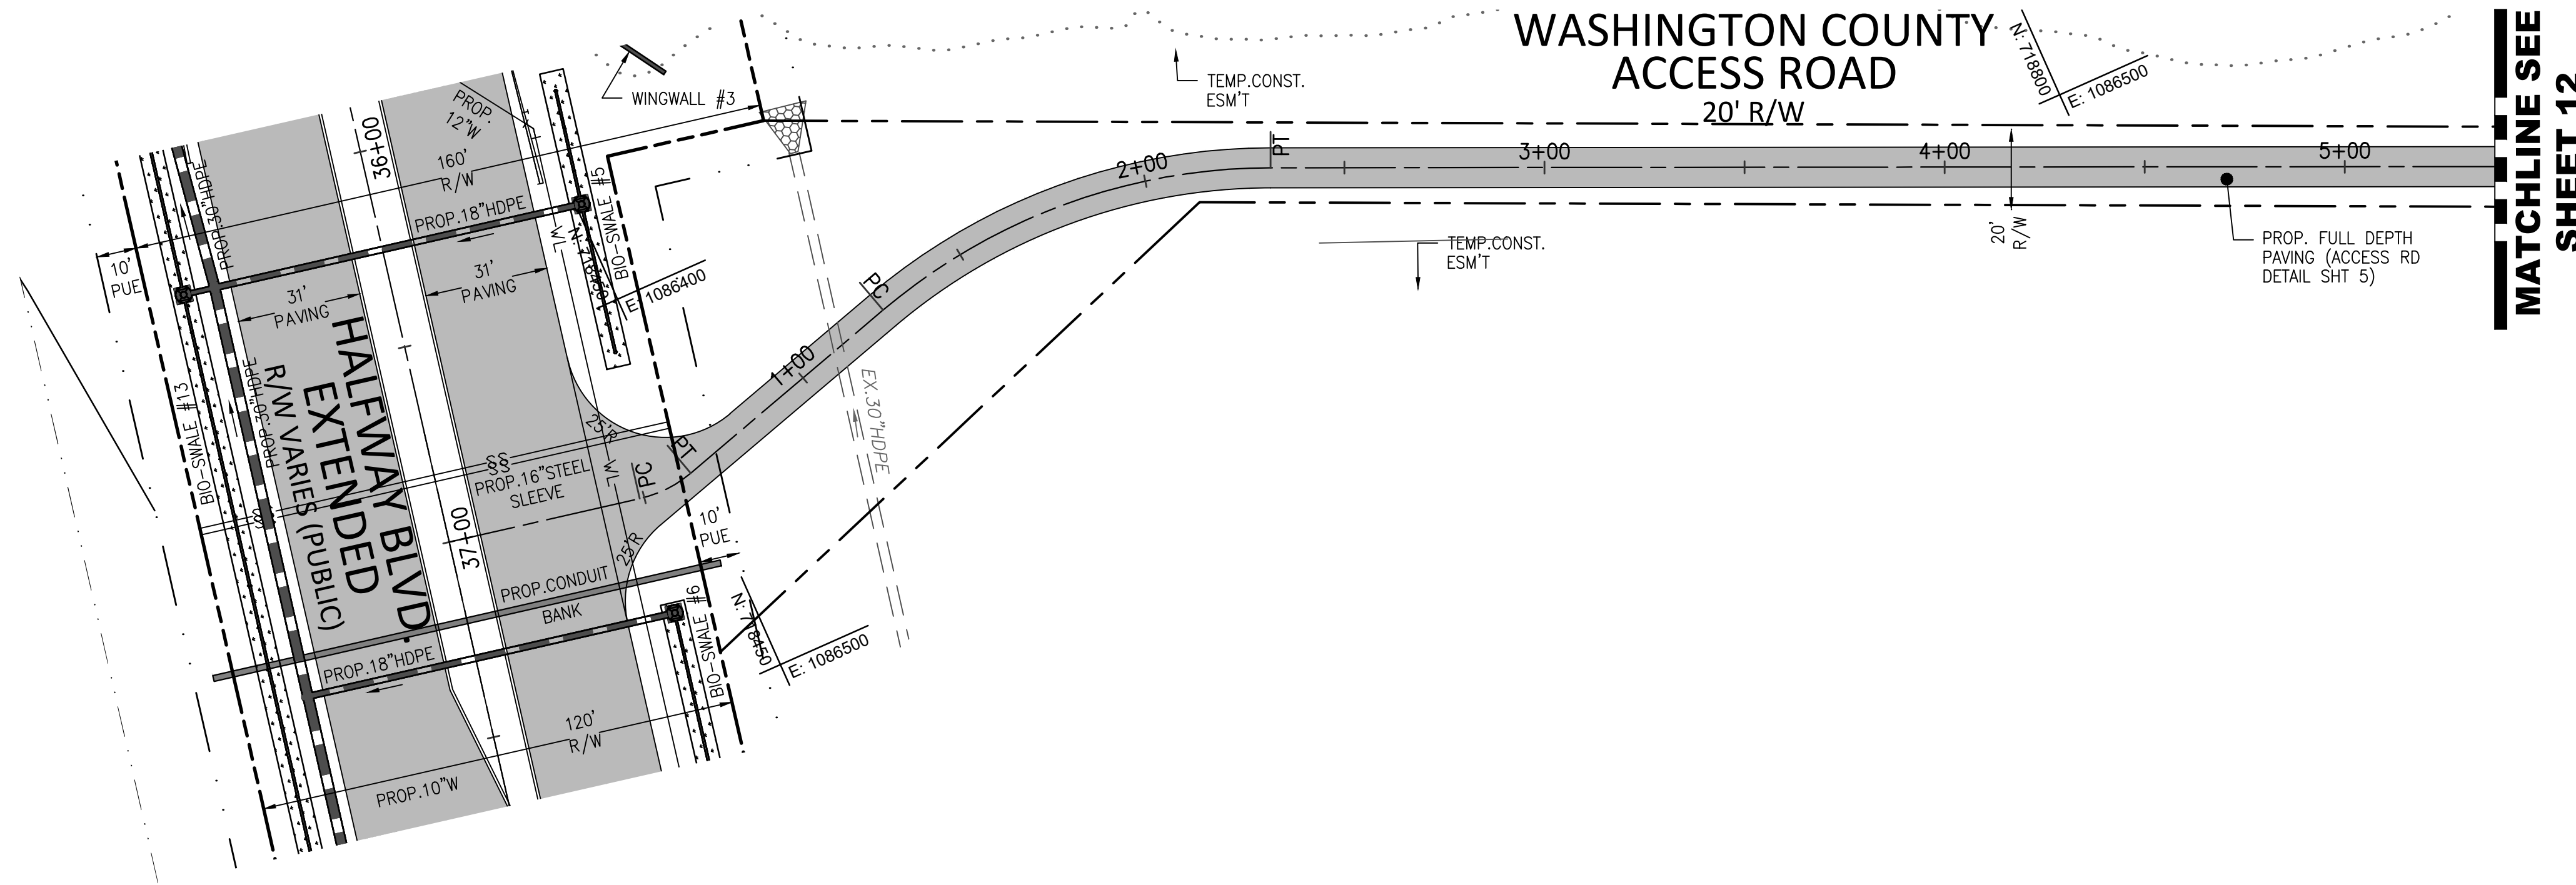 WASHINGTON COUNTY
ACCESS ROAD
20' R/W
MATCHLINE SEE
SHEET 12
N: 718800
E: 1086500
TEMP.CONST.
ESM'T
WINGWALL #3
PROP.
12"W
36+00
160'
R/W
PROP.30"HDPE
PROP.18"HDPE
BIO-SWALE #5
WL
E: 1086400
10'
PUE
31'
PAVING
31'
PAVING
2+00
PT
3+00
4+00
5+00
20'
R/W
PROP. FULL DEPTH
PAVING (ACCESS RD
DETAIL SHT 5)
TEMP.CONST.
ESM'T
PC
1+00
EX.30"HDPE
HALFWAY BLVD.
EXTENDED
R/W VARIES (PUBLIC)
PROP.30"HDPE
BIO-SWALE #13
25'R
PT
PC
WL
§§
PROP.16"STEEL
SLEEVE
37+00
25'R
10'
PUE
PROP.CONDUIT
BANK
PROP.18"HDPE
BIO-SWALE #6
N: 718450
E: 1086500
120'
R/W
PROP.10"W